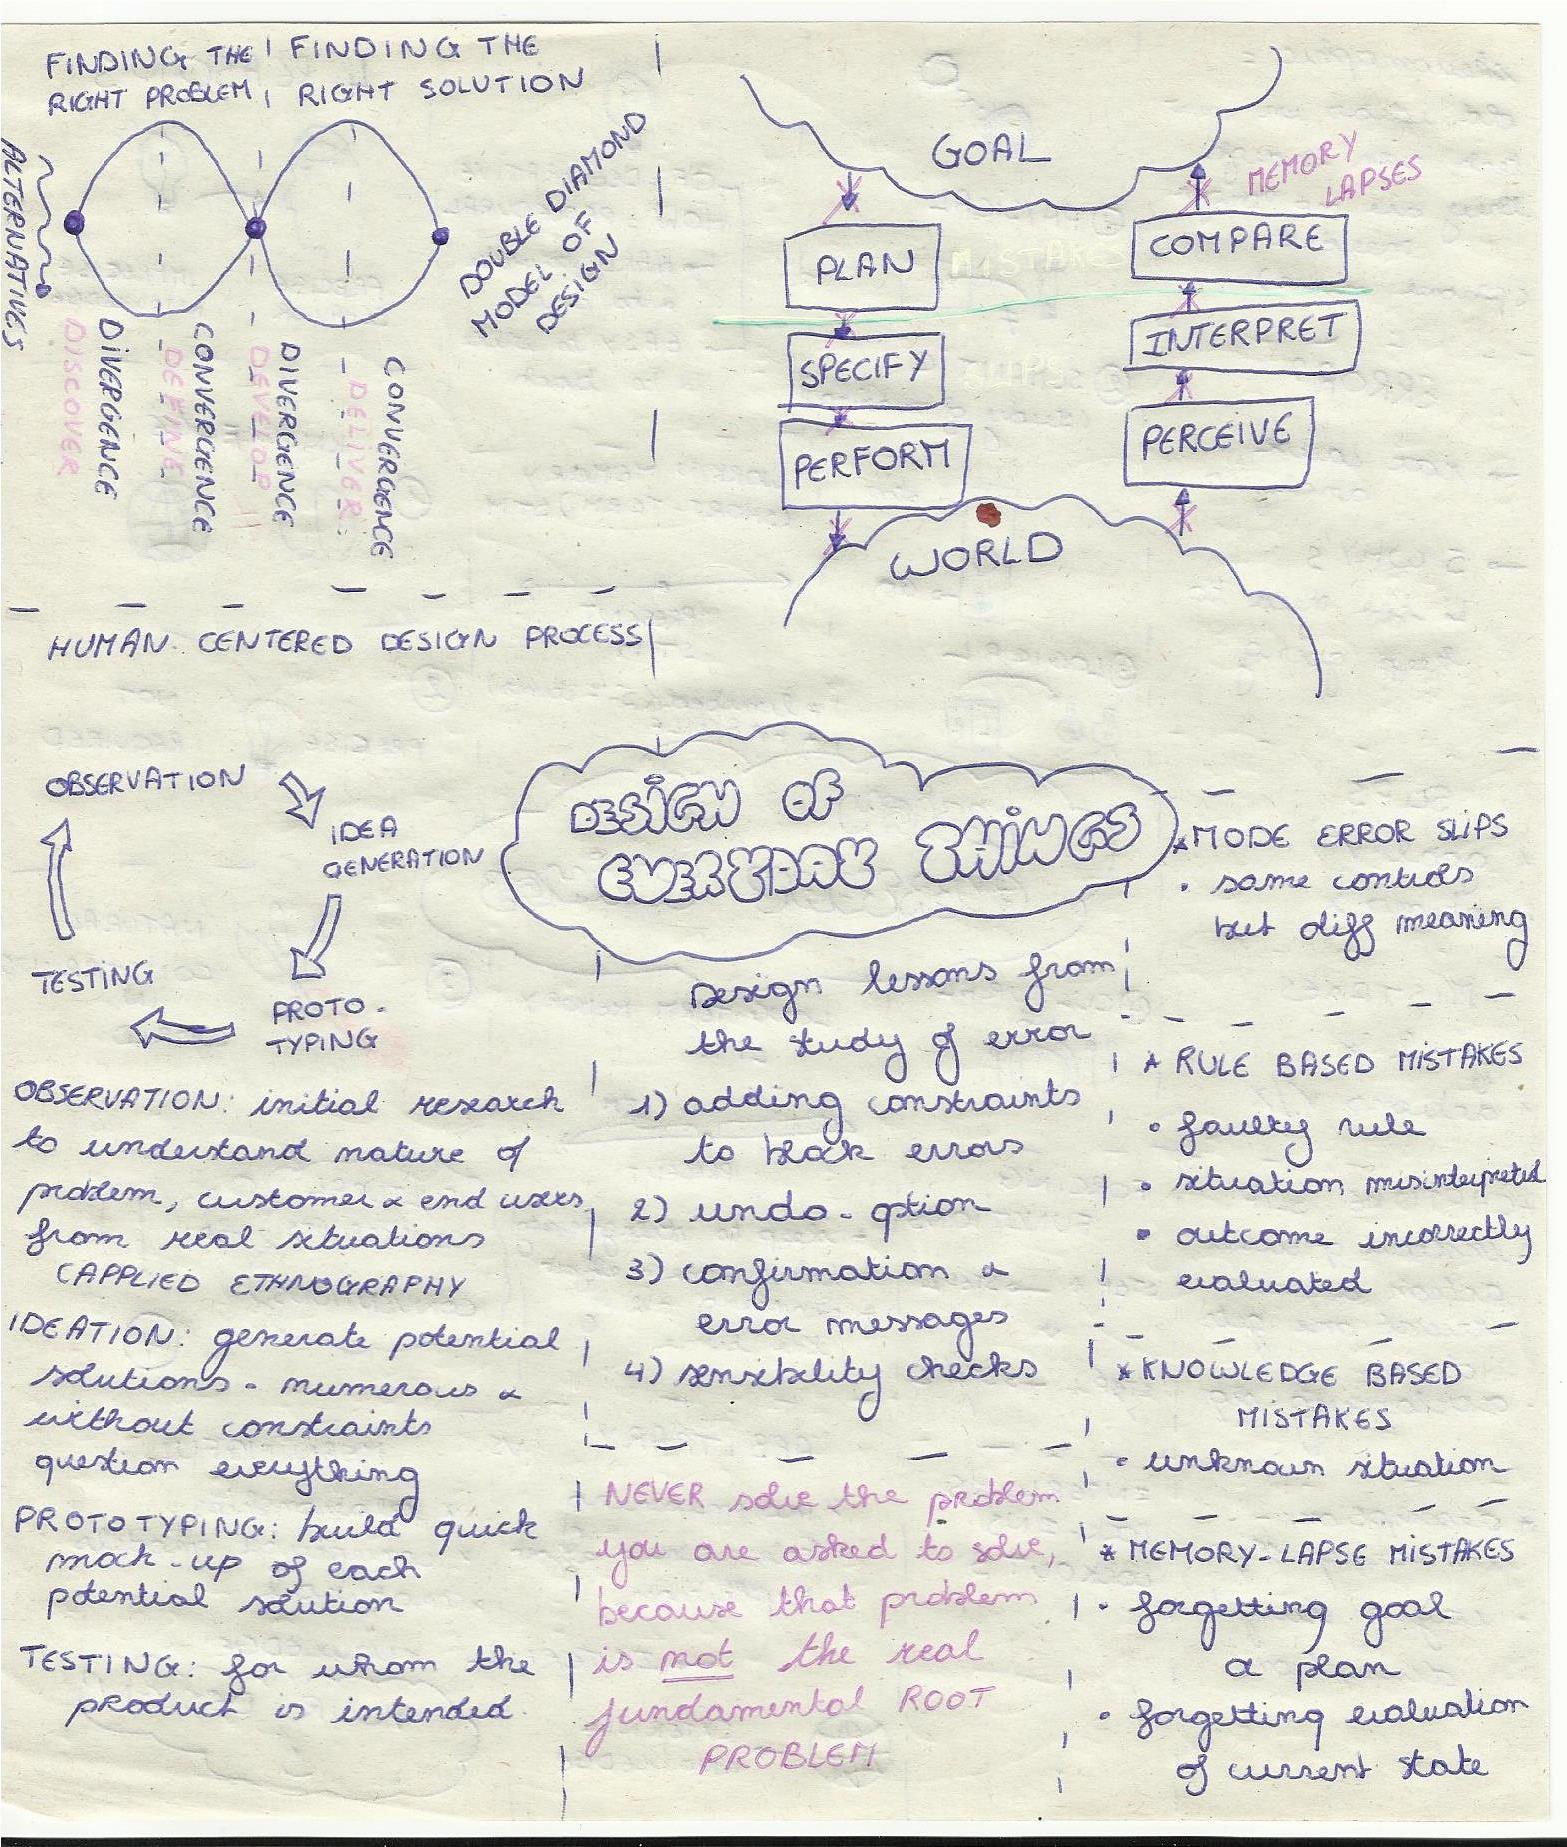 FINDING THE
RIGHT PROBLEM
FINDING THE
RIGHT SOLUTION
ALTERNATIVES
DOUBLE DIAMOND
MODEL OF
DESIGN
DISCOVER
DIVERGENCE
DEFINE
CONVERGENCE
DEVELOP
DIVERGENCE
DELIVER
CONVERGENCE
GOAL
MEMORY
LAPSES
PLAN
MISTAKES
COMPARE
SPECIFY
SLIPS
INTERPRET
PERFORM
PERCEIVE
WORLD
HUMAN-CENTERED DESIGN PROCESS
OBSERVATION
IDEA
GENERATION
PROTO-
TYPING
TESTING
OBSERVATION: initial research
to understand nature of
problem, customer & end users
from real situations
(APPLIED ETHNOGRAPHY
IDEATION: generate potential
solutions - numerous &
without constraints
question everything
PROTOTYPING: build quick
mock-up of each
potential solution
TESTING: for whom the
product is intended.
DESIGN OF
EVERYDAY THINGS
Design lessons from
the study of error
1) adding constraints
to block errors
2) undo-option
3) confirmation &
error messages
4) sensibility checks
NEVER solve the problem
you are asked to solve,
because that problem
is not the real
fundamental ROOT
PROBLEM
* MODE ERROR SLIPS
• same controls
but diff meaning
* RULE BASED MISTAKES
• faulty rule
• situation misinterpreted
• outcome incorrectly
evaluated
* KNOWLEDGE BASED
MISTAKES
• unknown situation
* MEMORY-LAPSE MISTAKES
• forgetting goal
& plan
• forgetting evaluation
of current state